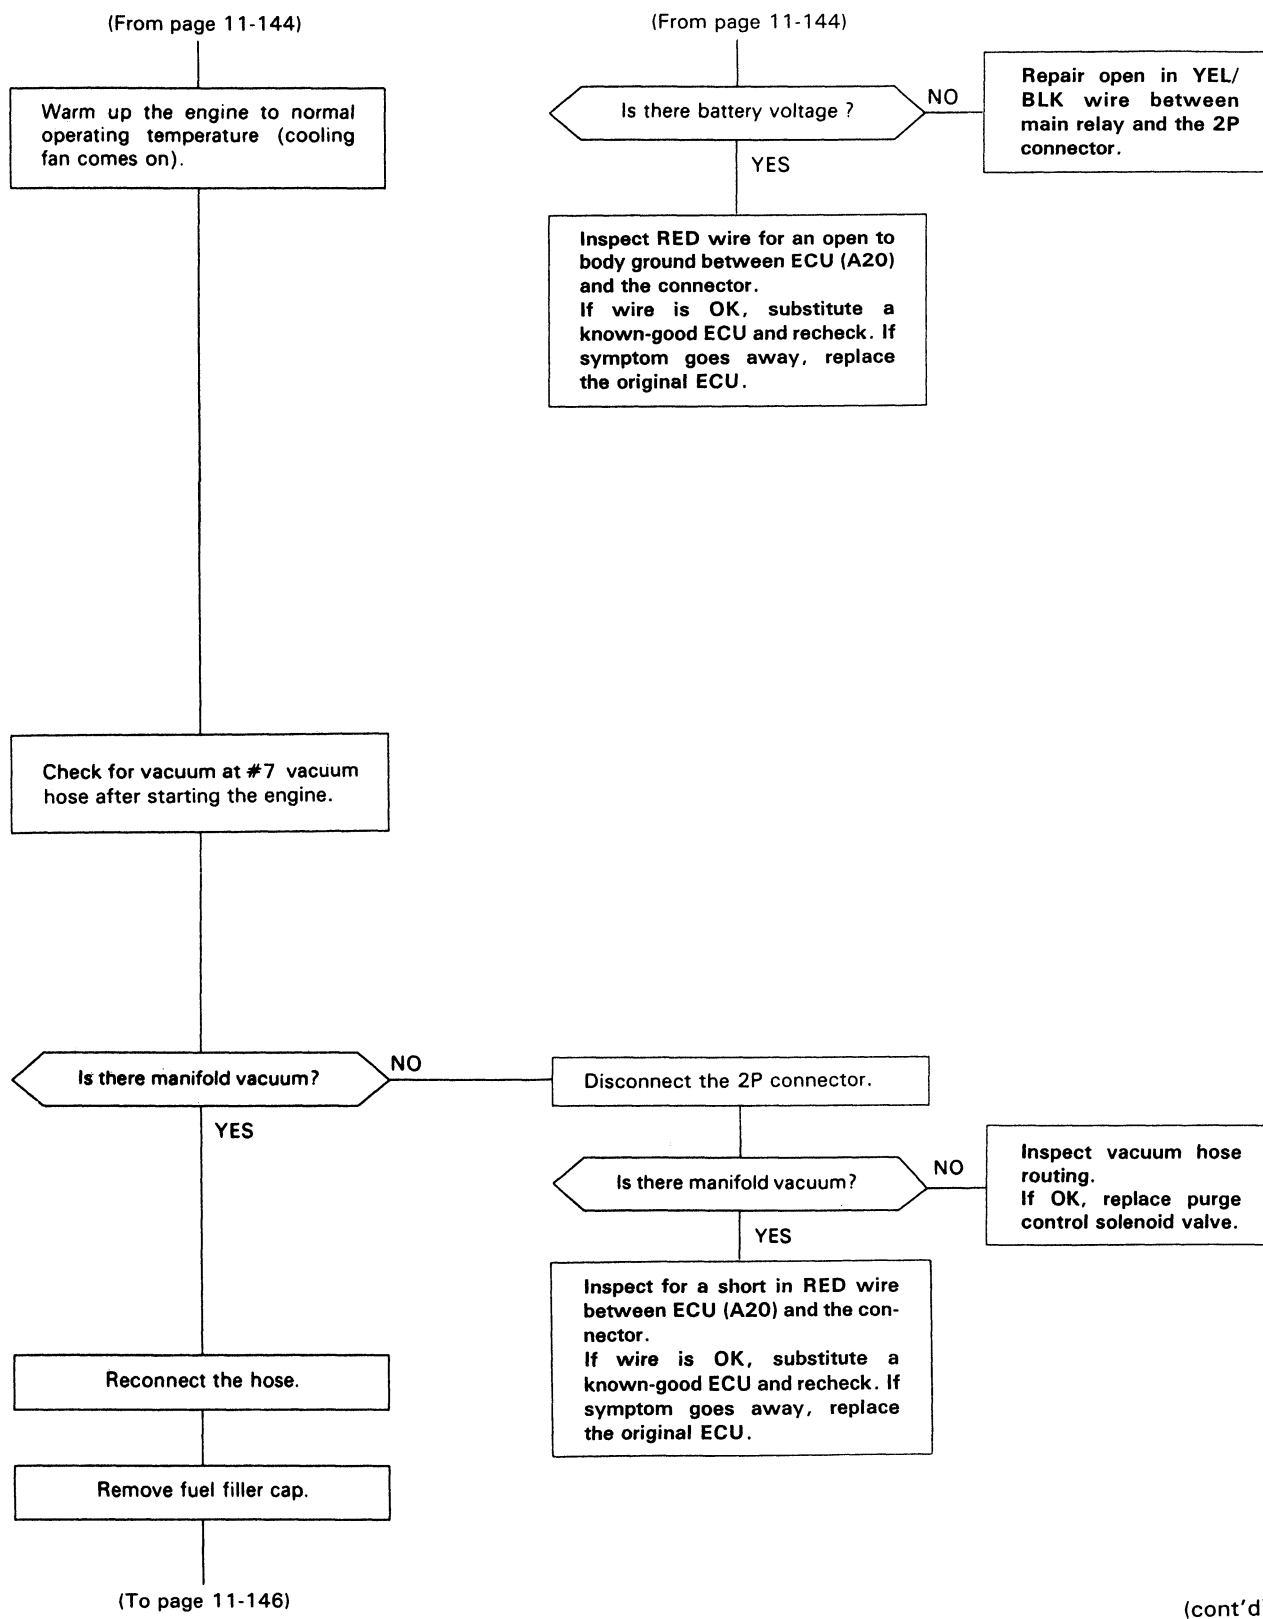 (From page 11-144)
Warm up the engine to normal
operating temperature (cooling
fan comes on).
Check for vacuum at #7 vacuum
hose after starting the engine.
Is there manifold vacuum?
NO
YES
Reconnect the hose.
Remove fuel filler cap.
(To page 11-146)
(From page 11-144)
Is there battery voltage ?
NO
Repair open in YEL/
BLK wire between
main relay and the 2P
connector.
YES
Inspect RED wire for an open to
body ground between ECU (A20)
and the connector.
If wire is OK, substitute a
known-good ECU and recheck. If
symptom goes away, replace
the original ECU.
Disconnect the 2P connector.
Is there manifold vacuum?
NO
Inspect vacuum hose
routing.
If OK, replace purge
control solenoid valve.
YES
Inspect for a short in RED wire
between ECU (A20) and the con-
nector.
If wire is OK, substitute a
known-good ECU and recheck. If
symptom goes away, replace
the original ECU.
(cont'd)